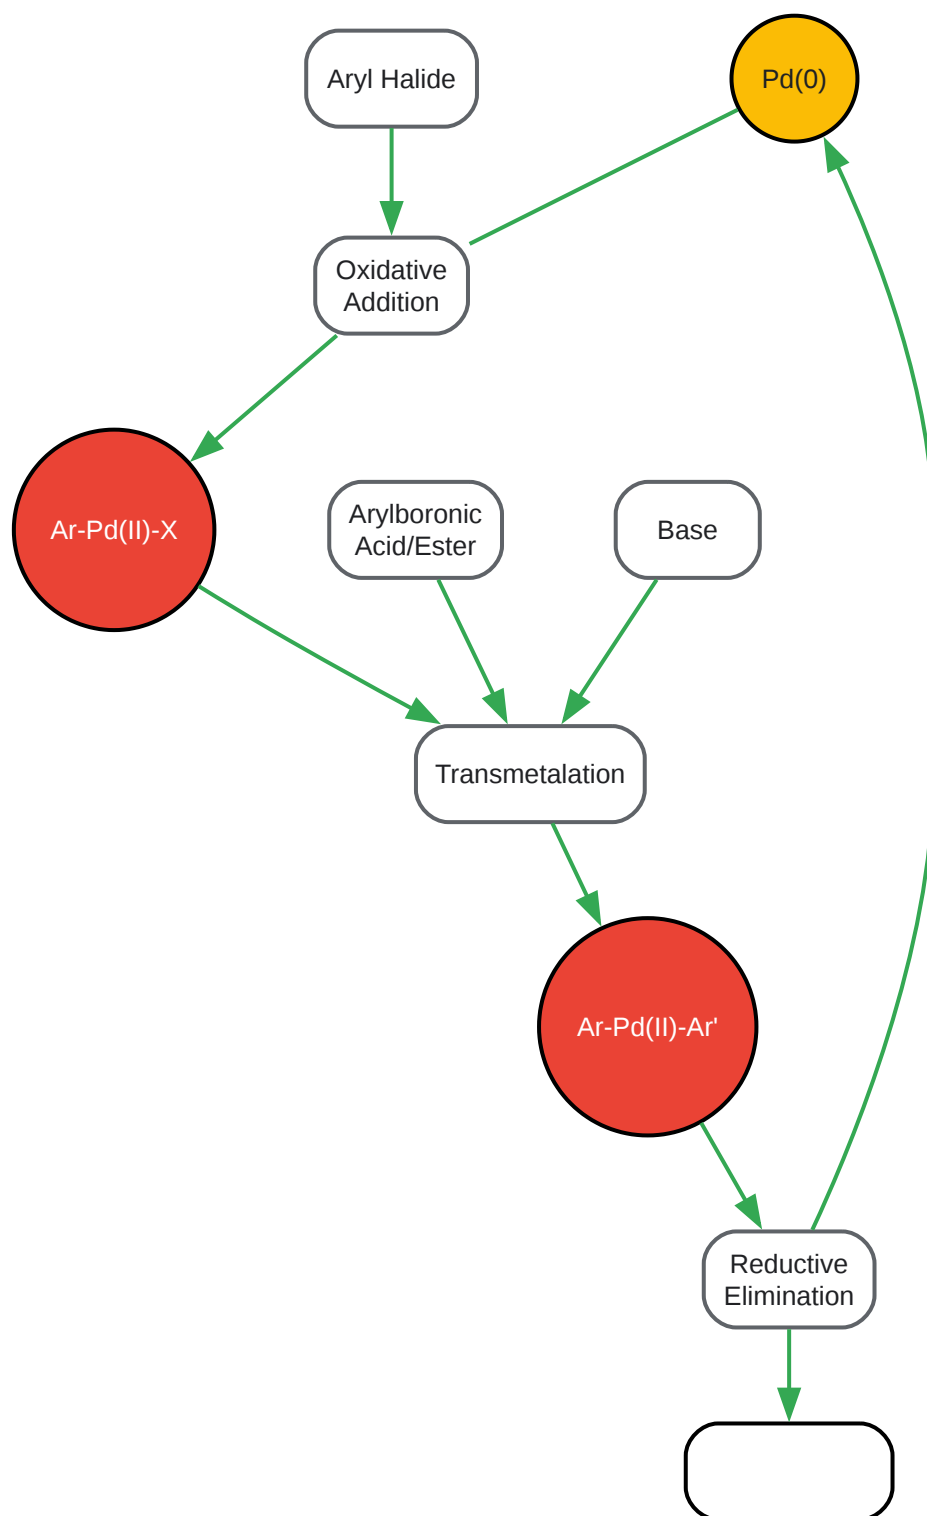 Aryl Halide
Pd(0)
Oxidative
Addition
Ar-Pd(II)-X
Arylboronic
Acid/Ester
Base
Transmetalation
Ar-Pd(II)-Ar'
Reductive
Elimination